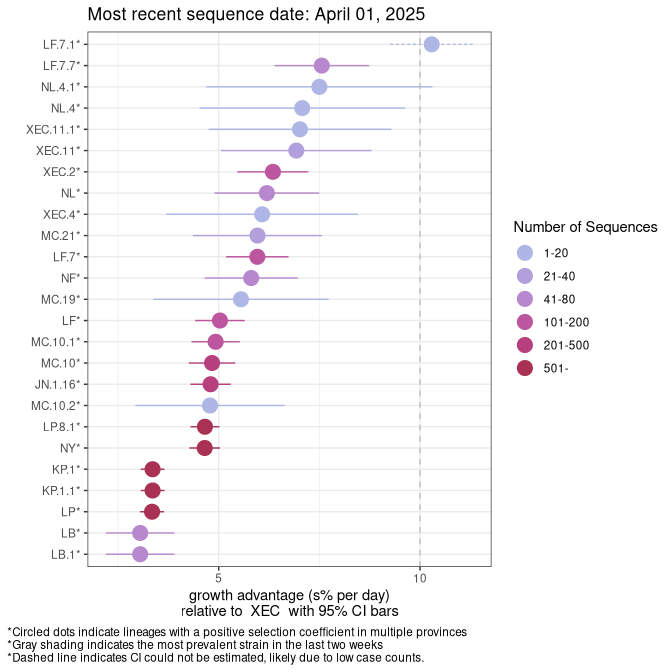 Most recent sequence date: April 01, 2025
LF.7.1*
LF.7.7*
NL.4.1*
NL.4*
XEC.11.1*
XEC.11*
XEC.2*
NL*
XEC.4*
MC.21*
LF.7*
NF*
MC.19*
LF*
MC.10.1*
MC.10*
JN.1.16*
MC.10.2*
LP.8.1*
NY*
KP.1*
KP.1.1*
LP*
LB*
LB.1*
5 10
growth advantage (s% per day)
relative to XEC with 95% CI bars
Number of Sequences
1-20
21-40
41-80
101-200
201-500
501-
*Circled dots indicate lineages with a positive selection coefficient in multiple provinces
*Gray shading indicates the most prevalent strain in the last two weeks
*Dashed line indicates CI could not be estimated, likely due to low case counts.